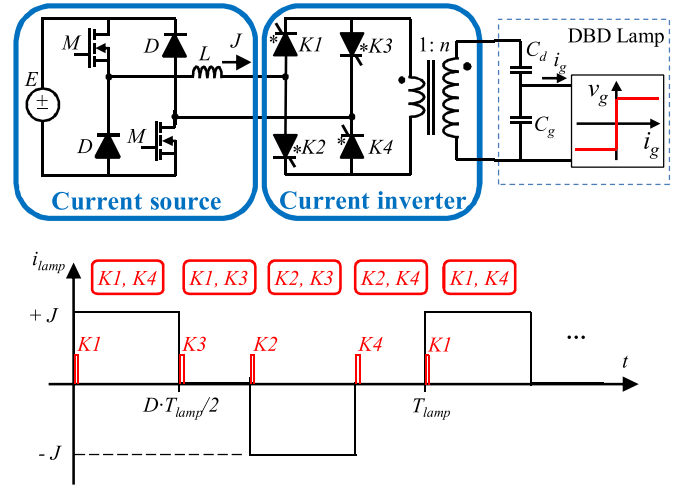 DBD Lamp
M D L J *K1 *K3 1: n C_d i_g v_g
E ±
D M *K2 K4 * C_g i_g
Current source Current inverter
i_lamp K1, K4 K1, K3 K2, K3 K2, K4 K1, K4
+ J
K1 K3 K2 K4 K1 ... t
D·T_lamp/2 T_lamp
- J